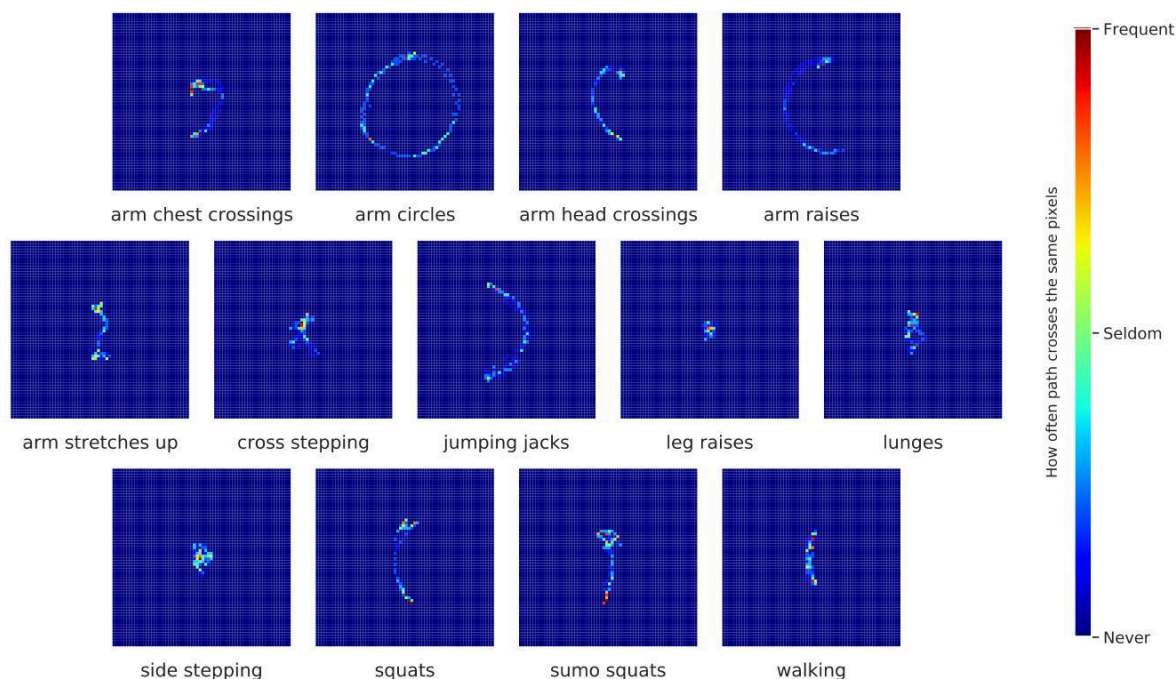 arm chest crossings
arm circles
arm head crossings
arm raises
arm stretches up
cross stepping
jumping jacks
leg raises
lunges
side stepping
squats
sumo squats
walking
How often path crosses the same pixels
Frequent
Seldom
Never